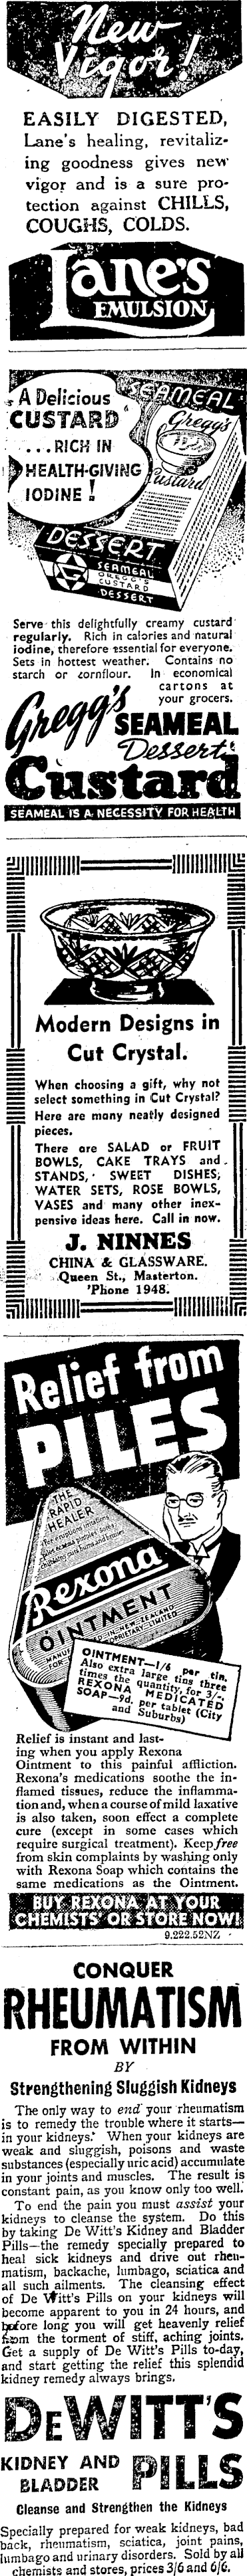 New
Vigor!
EASILY DIGESTED,
Lane's healing, revitaliz-
ing goodness gives new
vigor and is a sure pro-
tection against CHILLS,
COUGHS, COLDS.
Lane's
EMULSION
A Delicious
CUSTARD
...RICH IN
HEALTH-GIVING
IODINE!
SEAMEAL
Gregg's
Custard
DESSERT
SEAMEAL
GREGG'S
CUSTARD
DESSERT
Serve this delightfully creamy custard
regularly. Rich in calories and natural
iodine, therefore essential for everyone.
Sets in hottest weather. Contains no
starch or cornflour. In economical
cartons at
your grocers.
Gregg's
SEAMEAL
Dessert
Custard
SEAMEAL IS A NECESSITY FOR HEALTH
Modern Designs in
Cut Crystal.
When choosing a gift, why not
select something in Cut Crystal?
Here are many neatly designed
pieces.
There are SALAD or FRUIT
BOWLS, CAKE TRAYS and
STANDS, SWEET DISHES;
WATER SETS, ROSE BOWLS,
VASES and many other inex-
pensive ideas here. Call in now.
J. NINNES
CHINA & GLASSWARE.
Queen St., Masterton.
'Phone 1948.
Relief from
PILES
THE
RAPID
HEALER
Rexona
OINTMENT
OINTMENT—1/6 per tin.
Also extra large tins three
times the quantity, for 3/-.
REXONA MEDICATED
SOAP—9d. per tablet (City
and Suburbs)
Relief is instant and last-
ing when you apply Rexona
Ointment to this painful affliction.
Rexona's medications soothe the in-
flamed tissues, reduce the inflamma-
tion and, when a course of mild laxative
is also taken, soon effect a complete
cure (except in some cases which
require surgical treatment). Keep free
from skin complaints by washing only
with Rexona Soap which contains the
same medications as the Ointment.
BUY REXONA AT YOUR
CHEMISTS' OR STORE NOW!
9.222.52NZ
CONQUER
RHEUMATISM
FROM WITHIN
BY
Strengthening Sluggish Kidneys
The only way to end your rheumatism
is to remedy the trouble where it starts—
in your kidneys. When your kidneys are
weak and sluggish, poisons and waste
substances (especially uric acid) accumulate
in your joints and muscles. The result is
constant pain, as you know only too well.
To end the pain you must assist your
kidneys to cleanse the system. Do this
by taking De Witt's Kidney and Bladder
Pills—the remedy specially prepared to
heal sick kidneys and drive out rheu-
matism, backache, lumbago, sciatica and
all such ailments. The cleansing effect
of De Witt's Pills on your kidneys will
become apparent to you in 24 hours, and
before long you will get heavenly relief
from the torment of stiff, aching joints.
Get a supply of De Witt's Pills to-day,
and start getting the relief this splendid
kidney remedy always brings.
DEWITT'S
KIDNEY AND
BLADDER
PILLS
Cleanse and Strengthen the Kidneys
Specially prepared for weak kidneys, bad
back, rheumatism, sciatica, joint pains,
lumbago and urinary disorders. Sold by all
chemists and stores, prices 3/6 and 6/6.